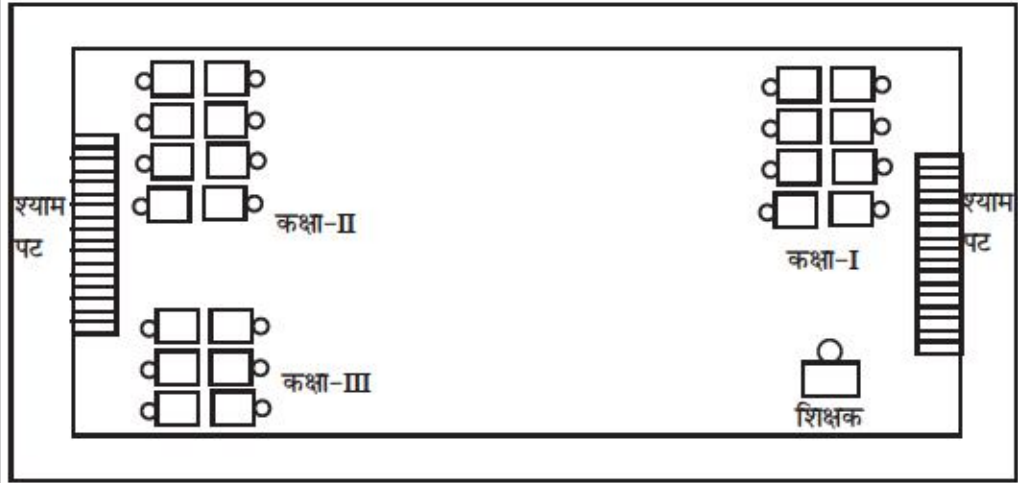 श्याम
पट
कक्षा-II
कक्षा-III
कक्षा-I
शिक्षक
श्याम
पट